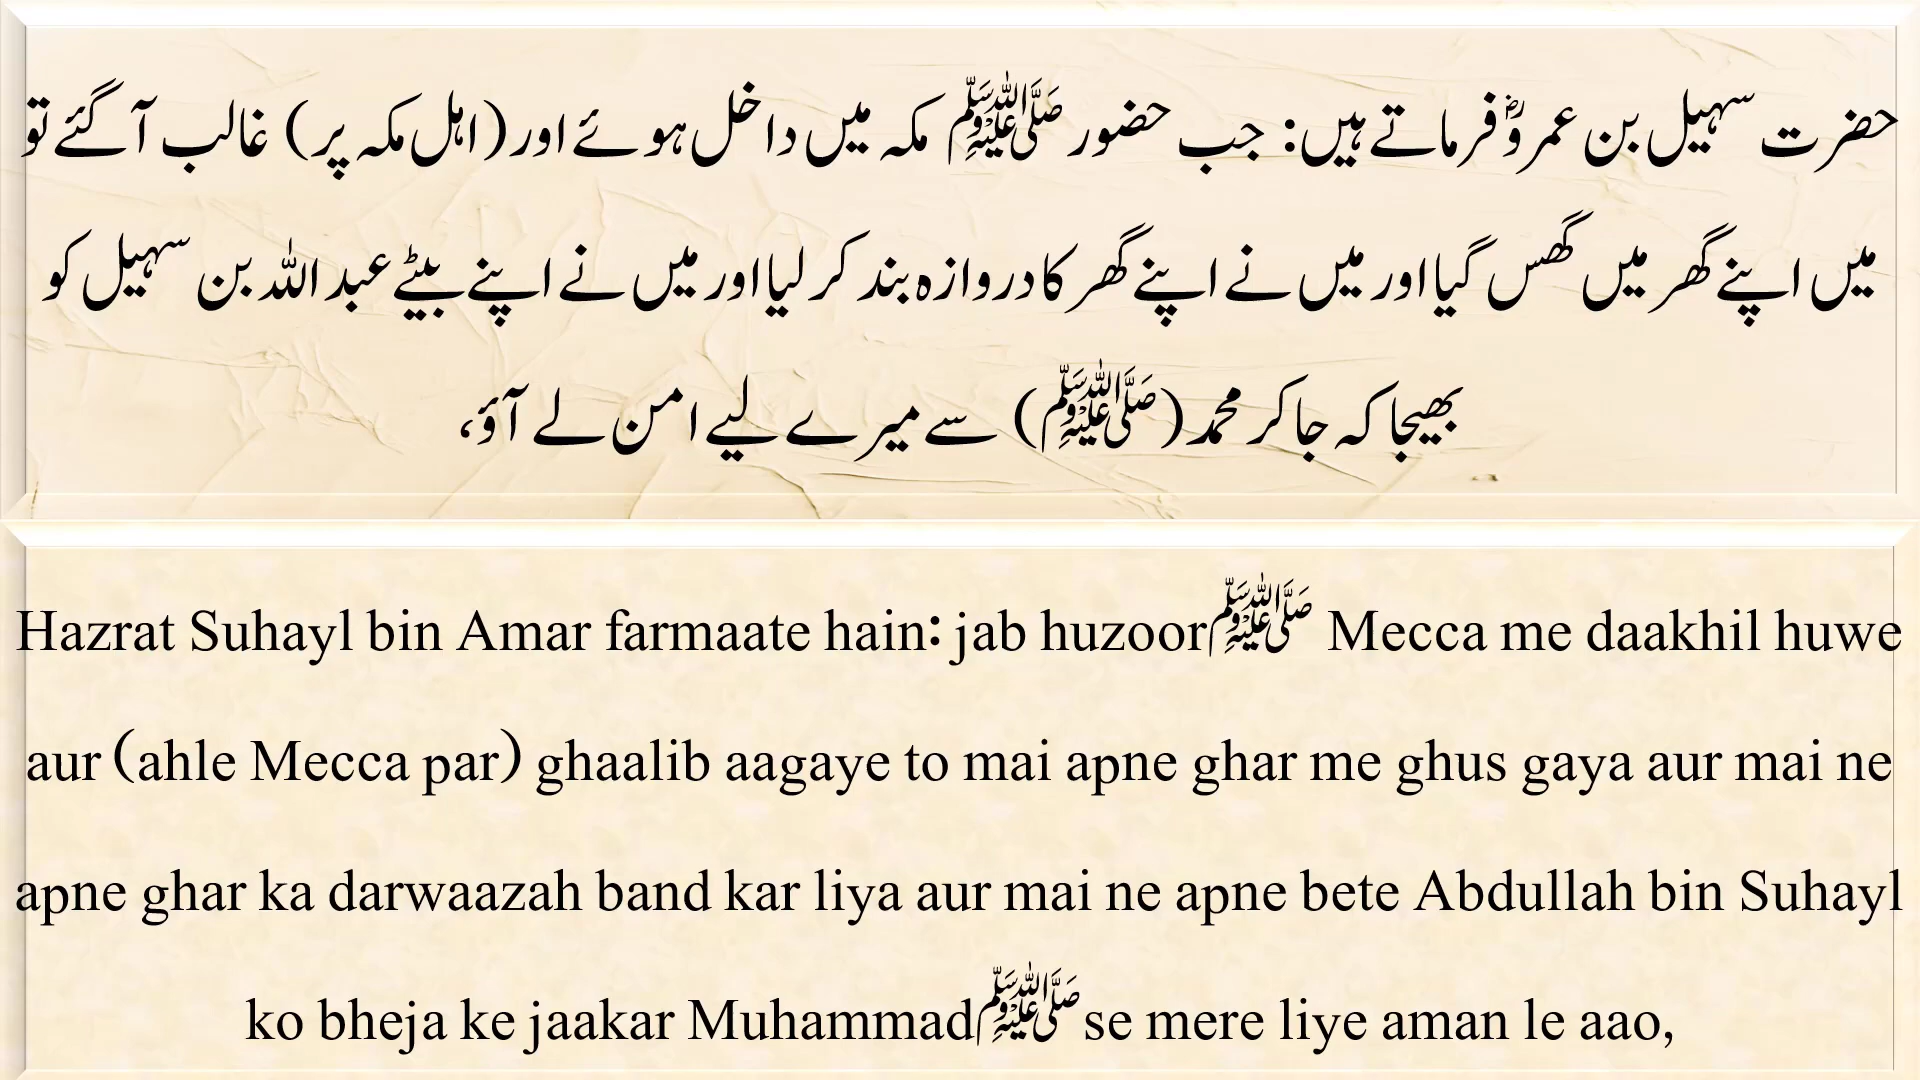 حضرت سہیل بن عمروؓ فرماتے ہیں: جب حضور ﷺ مکہ میں داخل ہوئے اور (اہل مکہ پر) غالب آگئے تو
میں اپنے گھر میں گھس گیا اور میں نے اپنے گھر کا دروازہ بند کر لیا اور میں نے اپنے بیٹے عبد اللہ بن سہیل کو
بھیجا کہ جا کر محمد (ﷺ) سے میرے لیے امن لے آؤ،
Hazrat Suhayl bin Amar farmaate hain: jab huzoorﷺ Mecca me daakhil huwe
aur (ahle Mecca par) ghaalib aagaye to mai apne ghar me ghus gaya aur mai ne
apne ghar ka darwaazah band kar liya aur mai ne apne bete Abdullah bin Suhayl
ko bheja ke jaakar Muhammadﷺse mere liye aman le aao,